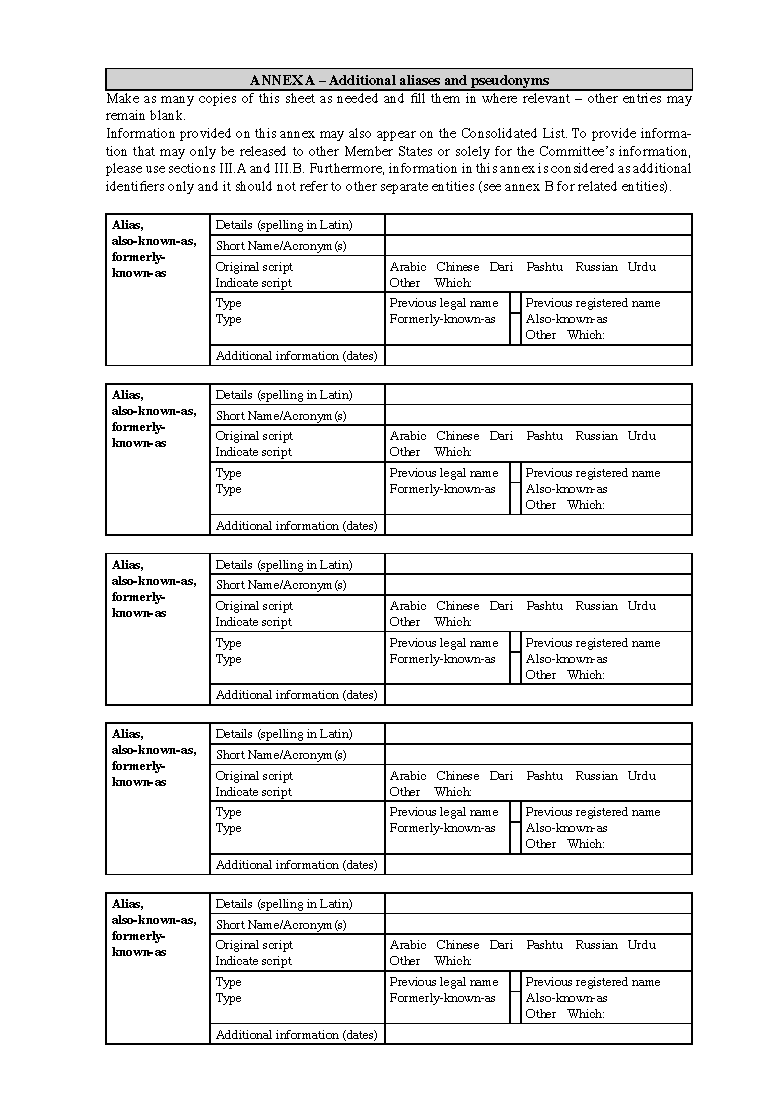 ANNEX A – Additional aliases and pseudonyms
Make as many copies of this sheet as needed and fill them in where relevant – other entries may
remain blank.
Information provided on this annex may also appear on the Consolidated List. To provide informa-
tion that may only be released to other Member States or solely for the Committee's information,
please use sections III.A and III.B. Furthermore, information in this annex is considered as additional
identifiers only and it should not refer to other separate entities (see annex B for related entities).
Alias,
also-known-as,
formerly-
known-as
Details (spelling in Latin)
Short Name/Acronym(s)
Original script
Indicate script
Arabic Chinese Dari Pashtu Russian Urdu
Other Which:
Type
Type
Previous legal name
Formerly-known-as
Previous registered name
Also-known-as
Other Which:
Additional information (dates)
Alias,
also-known-as,
formerly-
known-as
Details (spelling in Latin)
Short Name/Acronym(s)
Original script
Indicate script
Arabic Chinese Dari Pashtu Russian Urdu
Other Which:
Type
Type
Previous legal name
Formerly-known-as
Previous registered name
Also-known-as
Other Which:
Additional information (dates)
Alias,
also-known-as,
formerly-
known-as
Details (spelling in Latin)
Short Name/Acronym(s)
Original script
Indicate script
Arabic Chinese Dari Pashtu Russian Urdu
Other Which:
Type
Type
Previous legal name
Formerly-known-as
Previous registered name
Also-known-as
Other Which:
Additional information (dates)
Alias,
also-known-as,
formerly-
known-as
Details (spelling in Latin)
Short Name/Acronym(s)
Original script
Indicate script
Arabic Chinese Dari Pashtu Russian Urdu
Other Which:
Type
Type
Previous legal name
Formerly-known-as
Previous registered name
Also-known-as
Other Which:
Additional information (dates)
Alias,
also-known-as,
formerly-
known-as
Details (spelling in Latin)
Short Name/Acronym(s)
Original script
Indicate script
Arabic Chinese Dari Pashtu Russian Urdu
Other Which:
Type
Type
Previous legal name
Formerly-known-as
Previous registered name
Also-known-as
Other Which:
Additional information (dates)